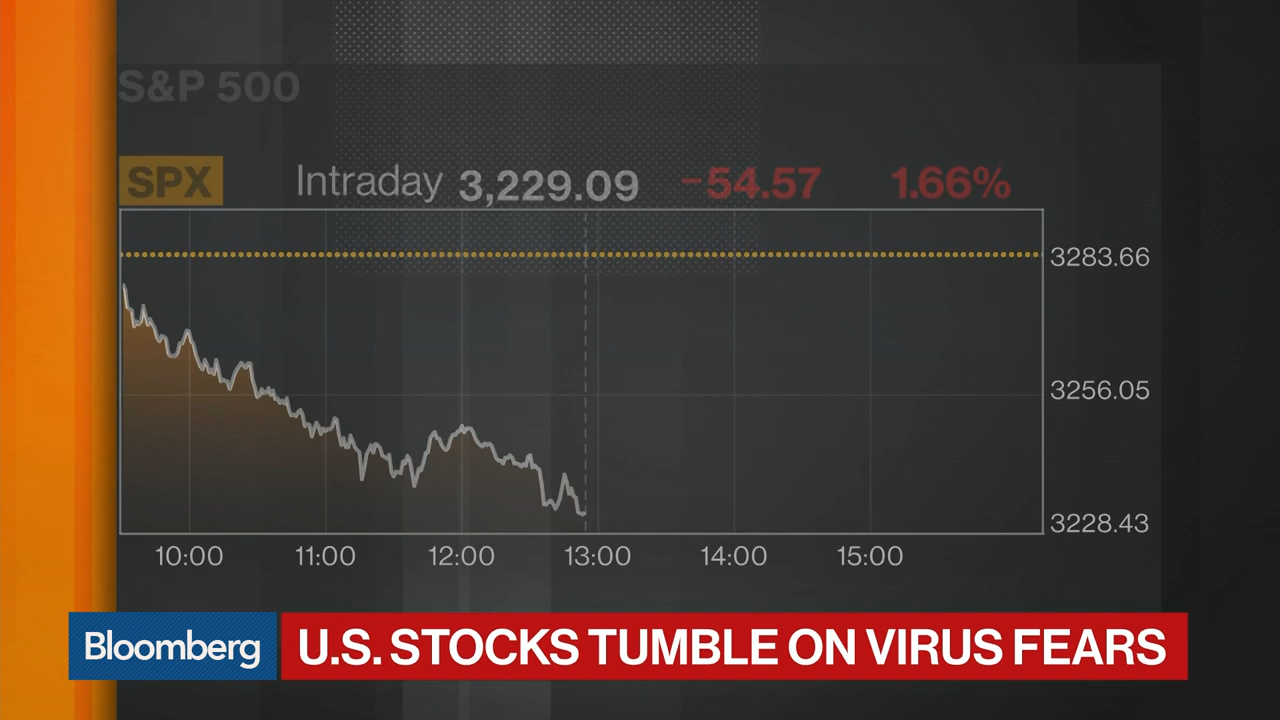 S&P 500
SPX Intraday 3,229.09 -54.57 1.66%
3283.66
3256.05
3228.43
10:00 11:00 12:00 13:00 14:00 15:00
Bloomberg U.S. STOCKS TUMBLE ON VIRUS FEARS